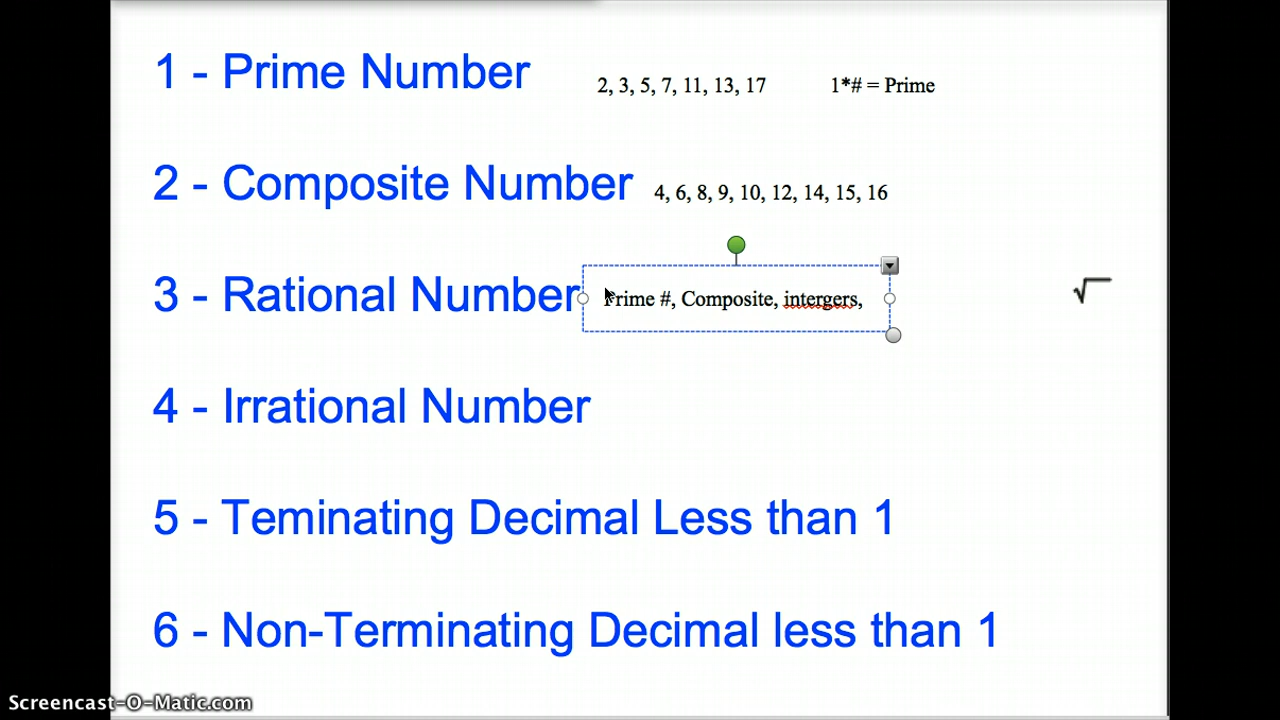 1 - Prime Number 2, 3, 5, 7, 11, 13, 17 1*# = Prime
2 - Composite Number 4, 6, 8, 9, 10, 12, 14, 15, 16
3 - Rational Number Prime #, Composite, intergers, √
4 - Irrational Number
5 - Teminating Decimal Less than 1
6 - Non-Terminating Decimal less than 1
Screencast-O-Matic.com